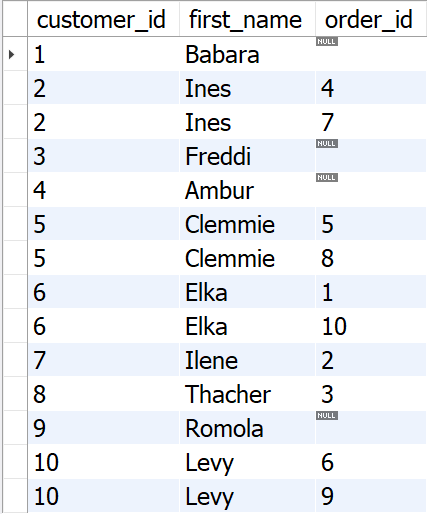 customer_id first_name order_id
1 Babara NULL
2 Ines 4
2 Ines 7
3 Freddi NULL
4 Ambur NULL
5 Clemmie 5
5 Clemmie 8
6 Elka 1
6 Elka 10
7 Ilene 2
8 Thacher 3
9 Romola NULL
10 Levy 6
10 Levy 9